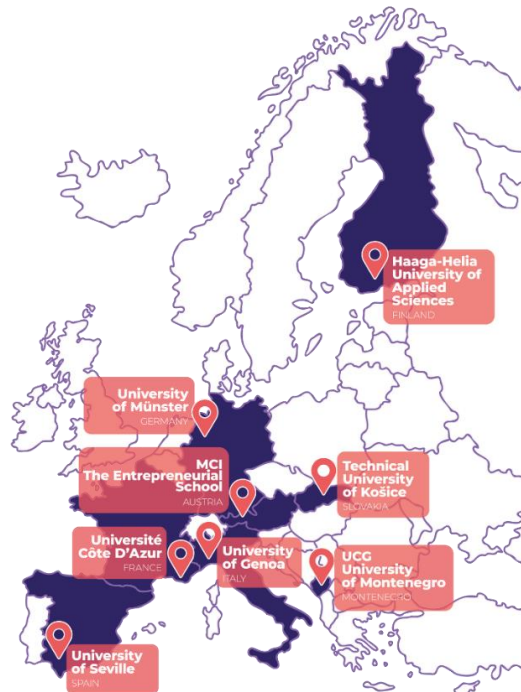 Haaga-Helia
University of
Applied
Sciences
FINLAND
University
of Münster
GERMANY
MCI
The Entrepreneurial
School
AUSTRIA
Technical
University
of Košice
SLOVAKIA
Université
Côte D'Azur
FRANCE
University
of Genoa
ITALY
UCG
University
of Montenegro
MONTENEGRO
University
of Seville
SPAIN